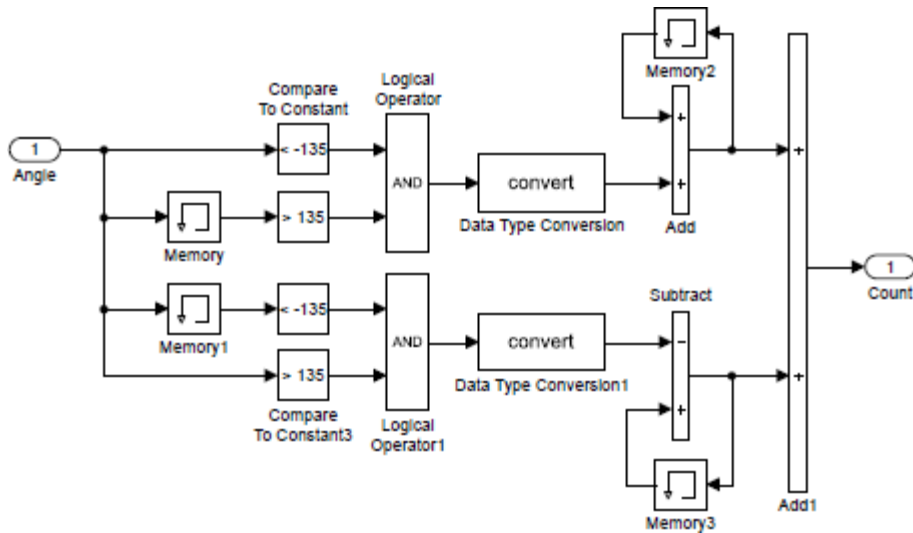 Memory2
Logical
Operator
Compare
To Constant
+
1
< -135
+
Angle
AND
convert
+
> 135
Data Type Conversion
Add
Memory
1
Count
Subtract
< -135
Memory1
AND
convert
−
> 135
Data Type Conversion1
+
+
Compare
To Constant3
Logical
Operator1
Add1
Memory3